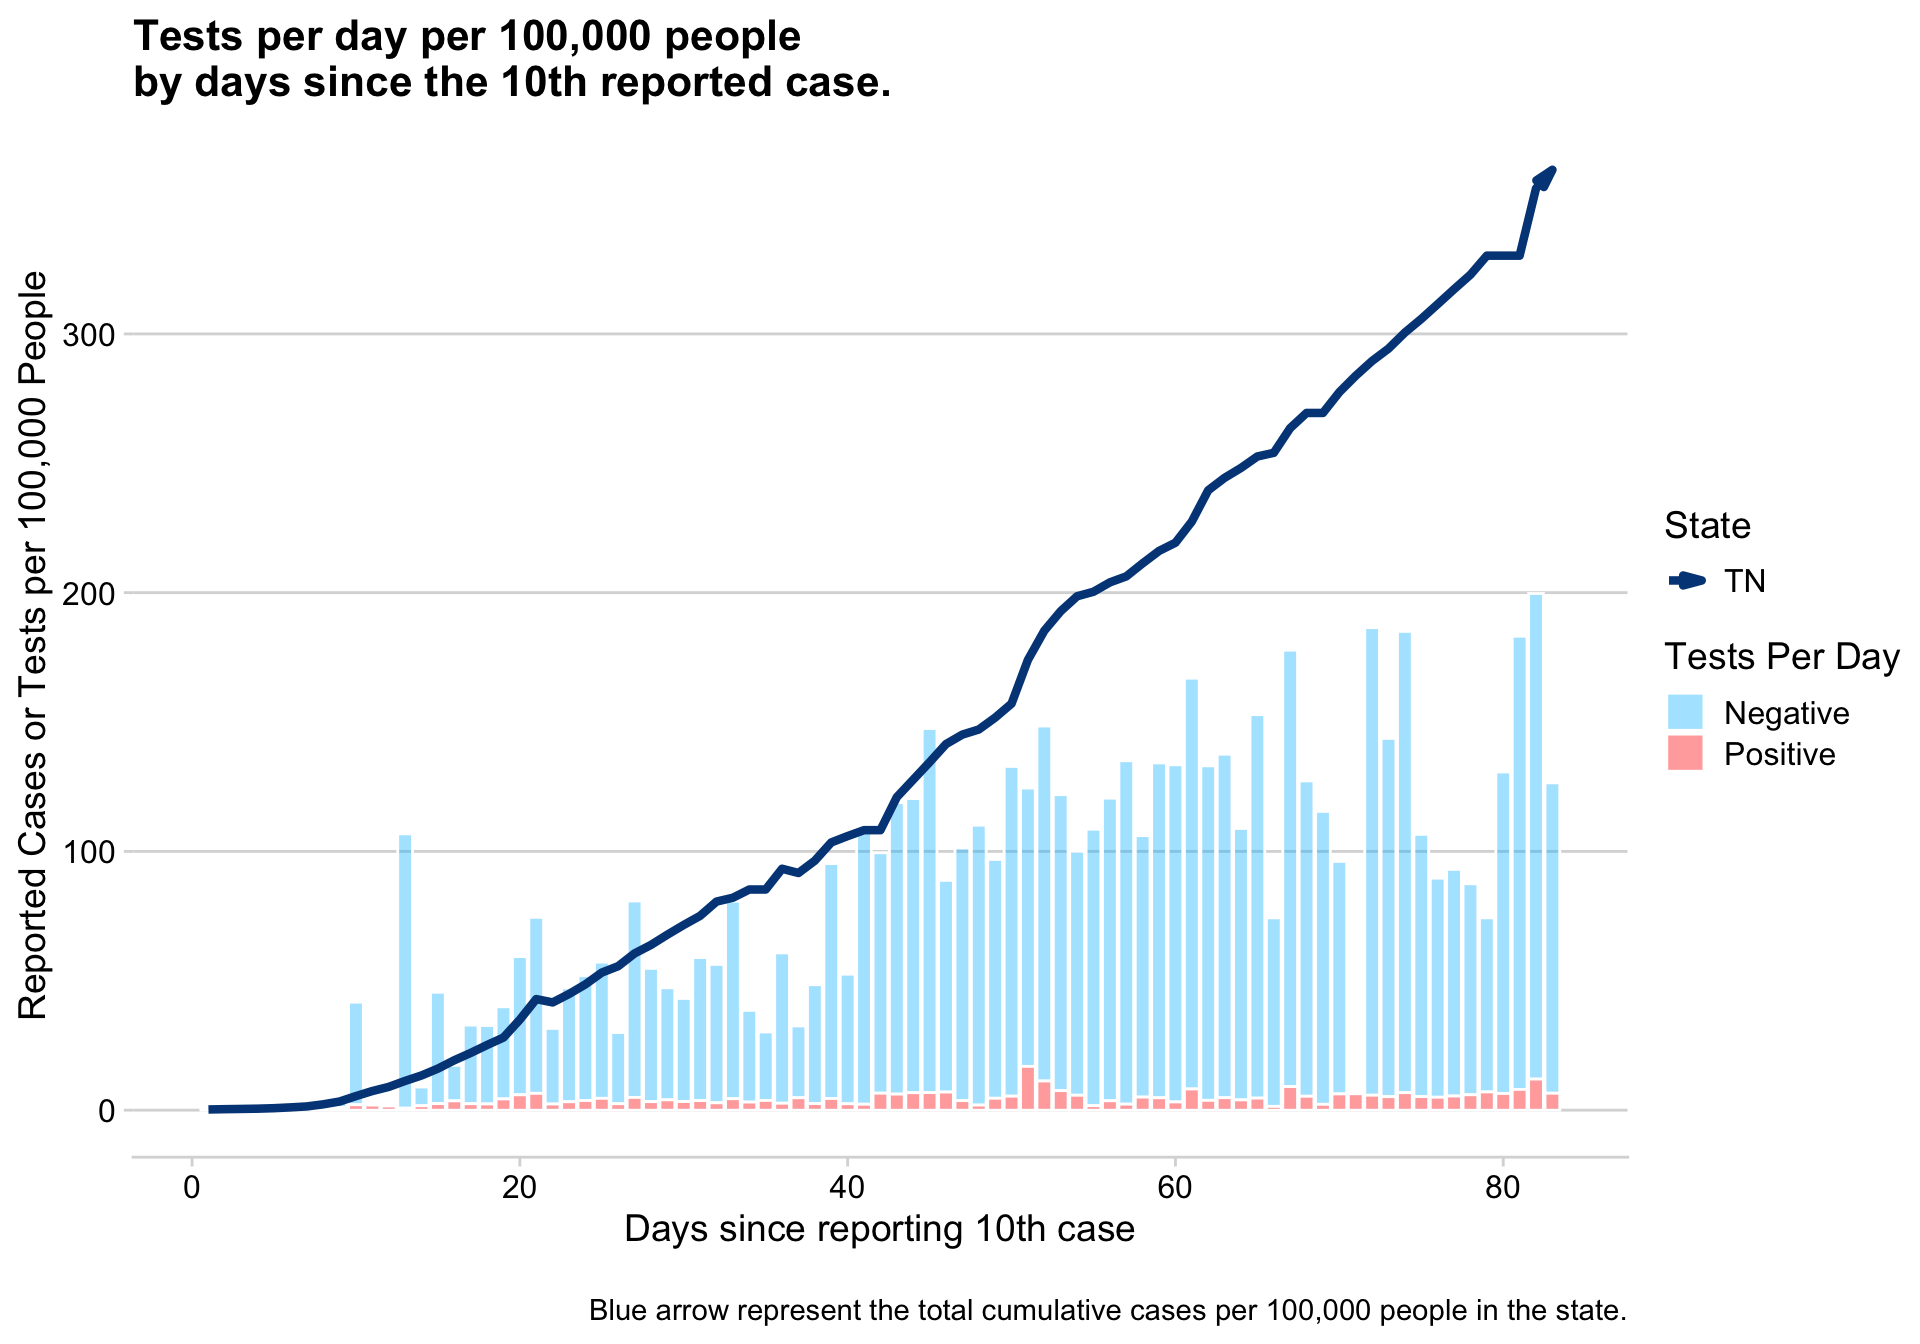 Tests per day per 100,000 people
by days since the 10th reported case.
Reported Cases or Tests per 100,000 People
300
200
100
0
0 20 40 60 80
Days since reporting 10th case
State
TN
Tests Per Day
Negative
Positive
Blue arrow represent the total cumulative cases per 100,000 people in the state.